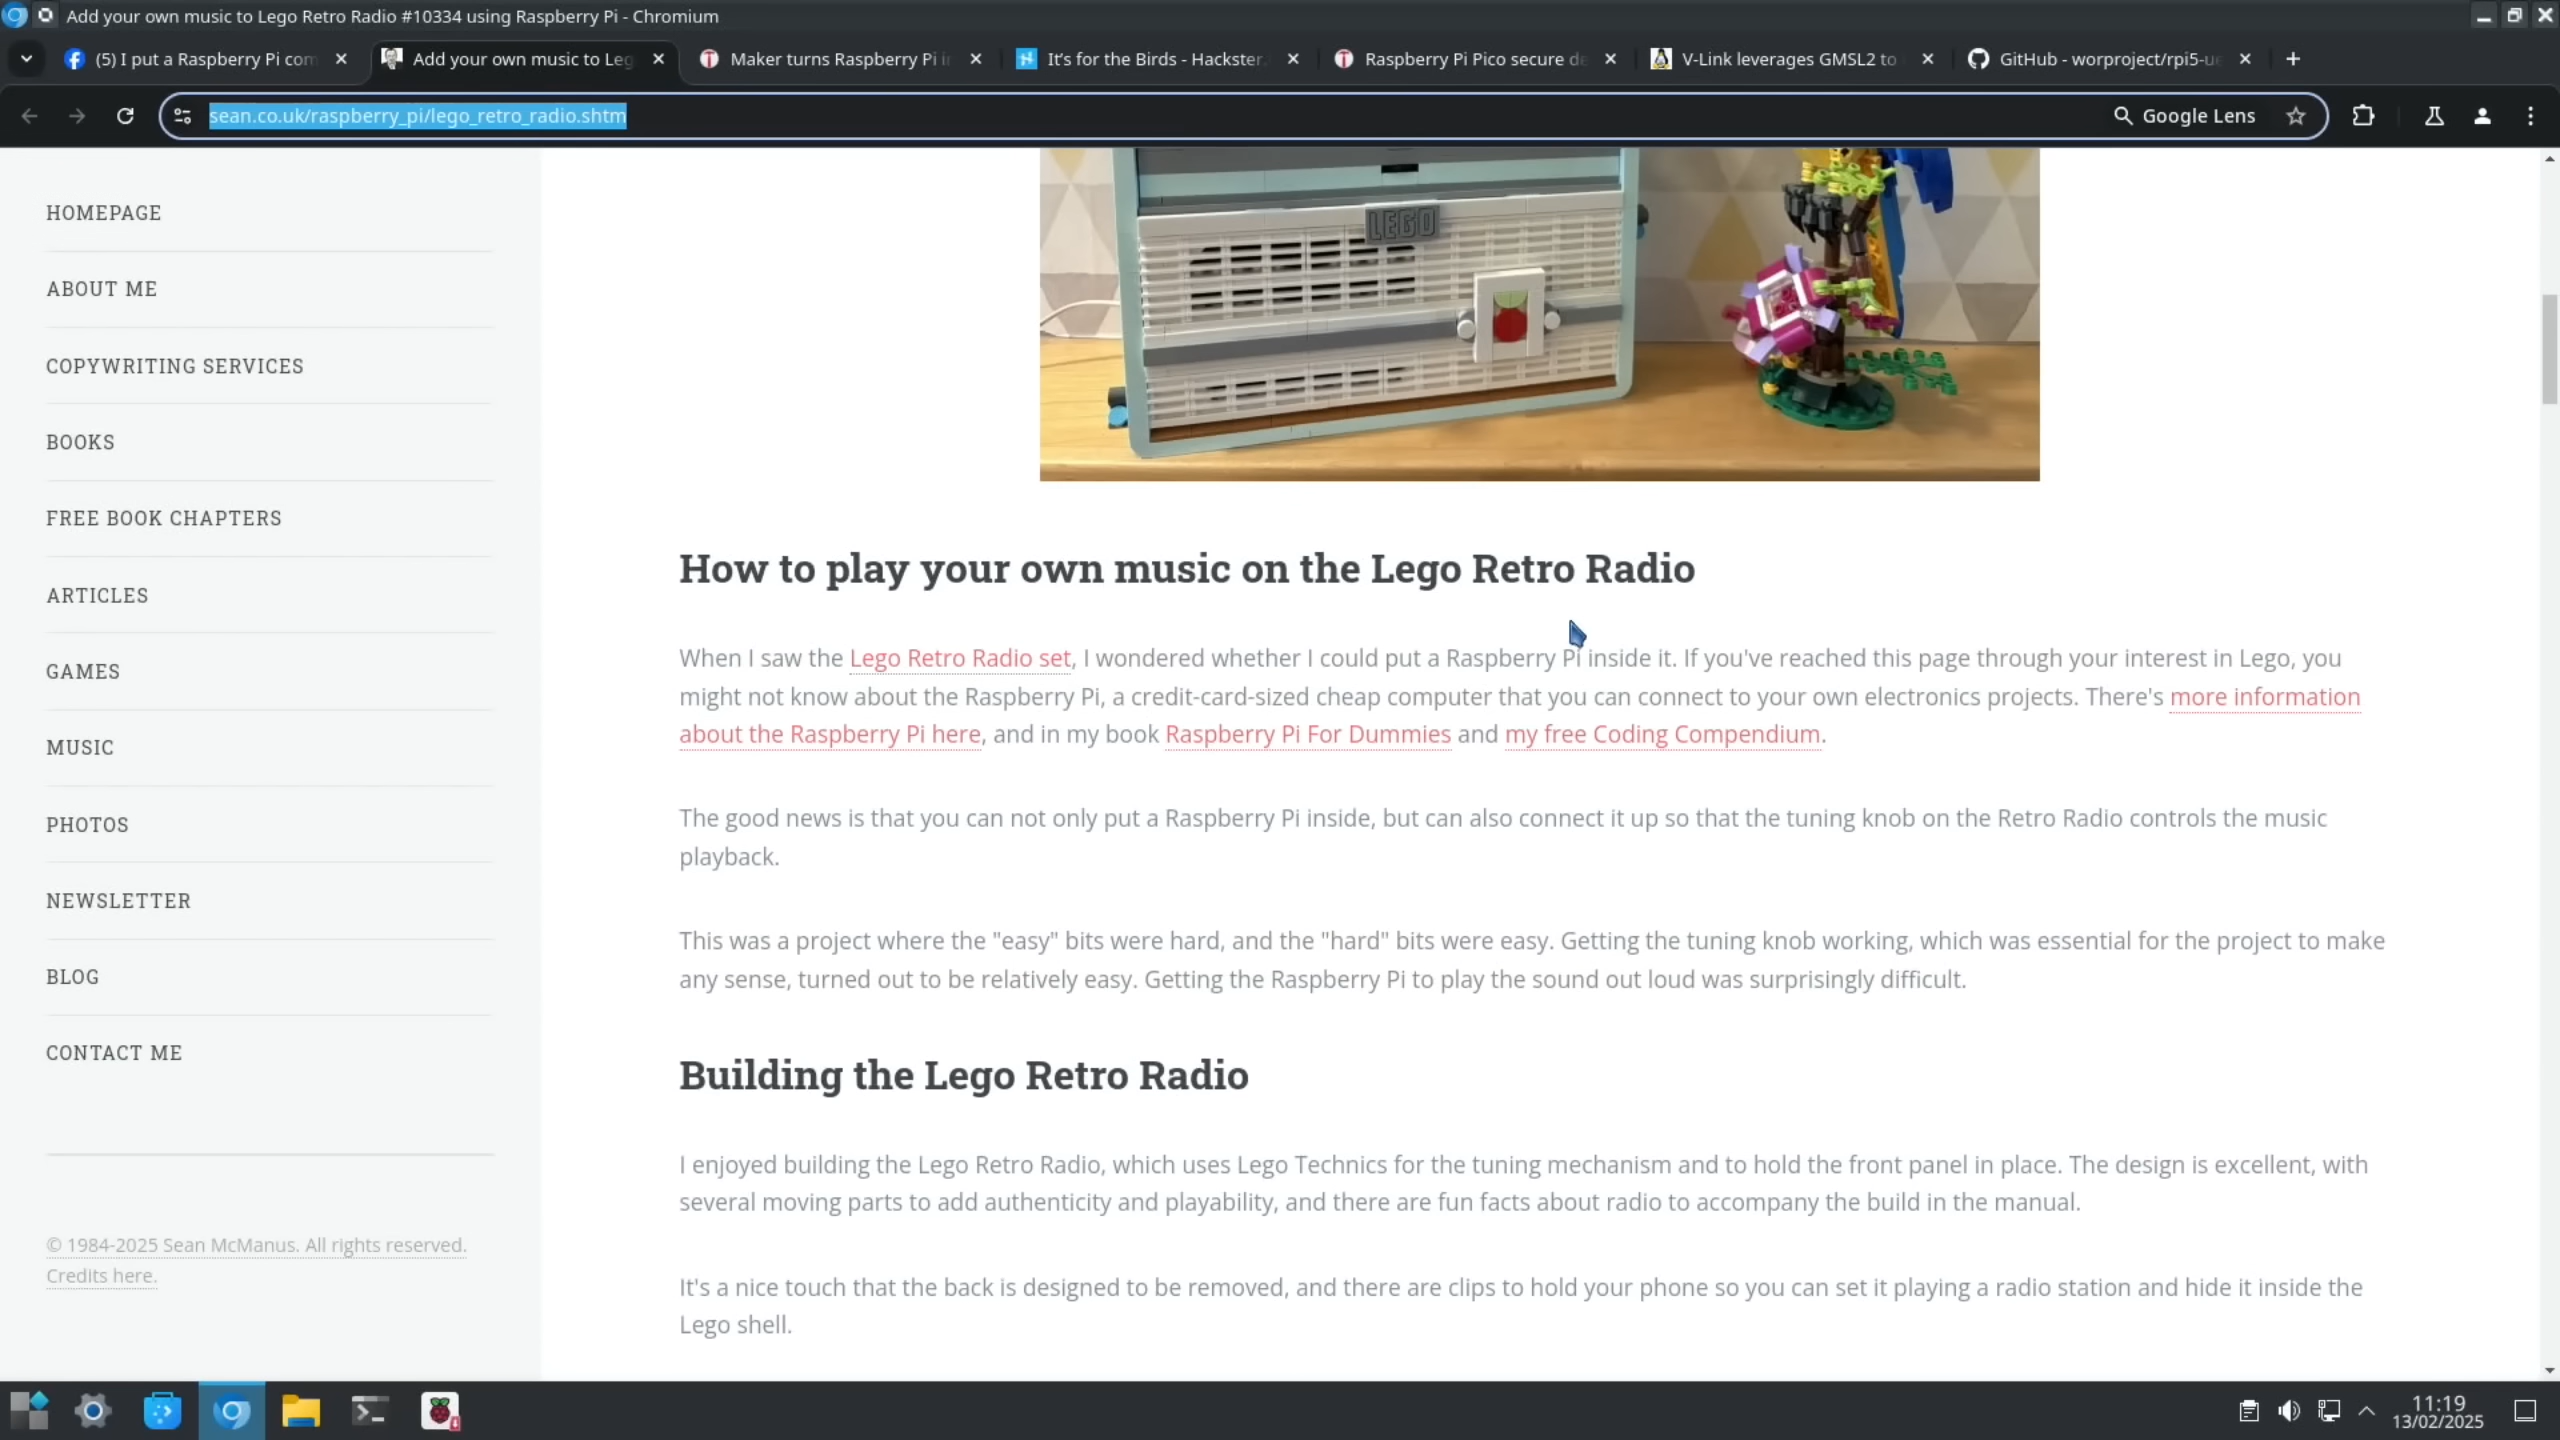 Add your own music to Lego Retro Radio #10334 using Raspberry Pi - Chromium
(5) I put a Raspberry Pi com
Add your own music to Leg
Maker turns Raspberry Pi i
It's for the Birds - Hackster.
Raspberry Pi Pico secure de
V-Link leverages GMSL2 to
GitHub - worproject/rpi5-ue
sean.co.uk/raspberry_pi/lego_retro_radio.shtm
Google Lens
HOMEPAGE
ABOUT ME
COPYWRITING SERVICES
BOOKS
FREE BOOK CHAPTERS
ARTICLES
GAMES
MUSIC
PHOTOS
NEWSLETTER
BLOG
CONTACT ME
© 1984-2025 Sean McManus. All rights reserved.
Credits here.
LEGO
How to play your own music on the Lego Retro Radio
When I saw the Lego Retro Radio set, I wondered whether I could put a Raspberry Pi inside it. If you've reached this page through your interest in Lego, you
might not know about the Raspberry Pi, a credit-card-sized cheap computer that you can connect to your own electronics projects. There's more information
about the Raspberry Pi here, and in my book Raspberry Pi For Dummies and my free Coding Compendium.
The good news is that you can not only put a Raspberry Pi inside, but can also connect it up so that the tuning knob on the Retro Radio controls the music
playback.
This was a project where the "easy" bits were hard, and the "hard" bits were easy. Getting the tuning knob working, which was essential for the project to make
any sense, turned out to be relatively easy. Getting the Raspberry Pi to play the sound out loud was surprisingly difficult.
Building the Lego Retro Radio
I enjoyed building the Lego Retro Radio, which uses Lego Technics for the tuning mechanism and to hold the front panel in place. The design is excellent, with
several moving parts to add authenticity and playability, and there are fun facts about radio to accompany the build in the manual.
It's a nice touch that the back is designed to be removed, and there are clips to hold your phone so you can set it playing a radio station and hide it inside the
Lego shell.
11:19
13/02/2025